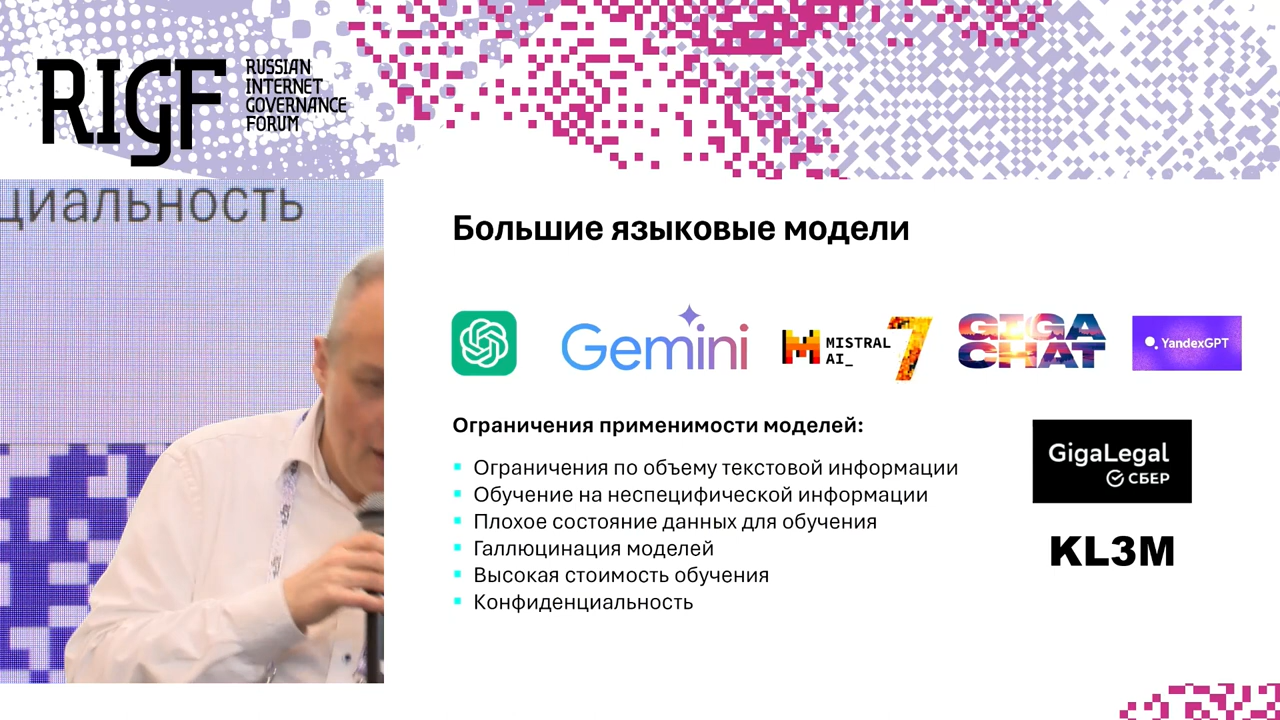 RIGF
RUSSIAN
INTERNET
GOVERNANCE
FORUM
циальность
Большие языковые модели
Gemini
MISTRAL
AI_
7
GIGA
CHAT
YandexGPT
Ограничения применимости моделей:
Ограничения по объему текстовой информации
Обучение на неспецифической информации
Плохое состояние данных для обучения
Галлюцинация моделей
Высокая стоимость обучения
Конфиденциальность
GigaLegal
СБЕР
KL3M